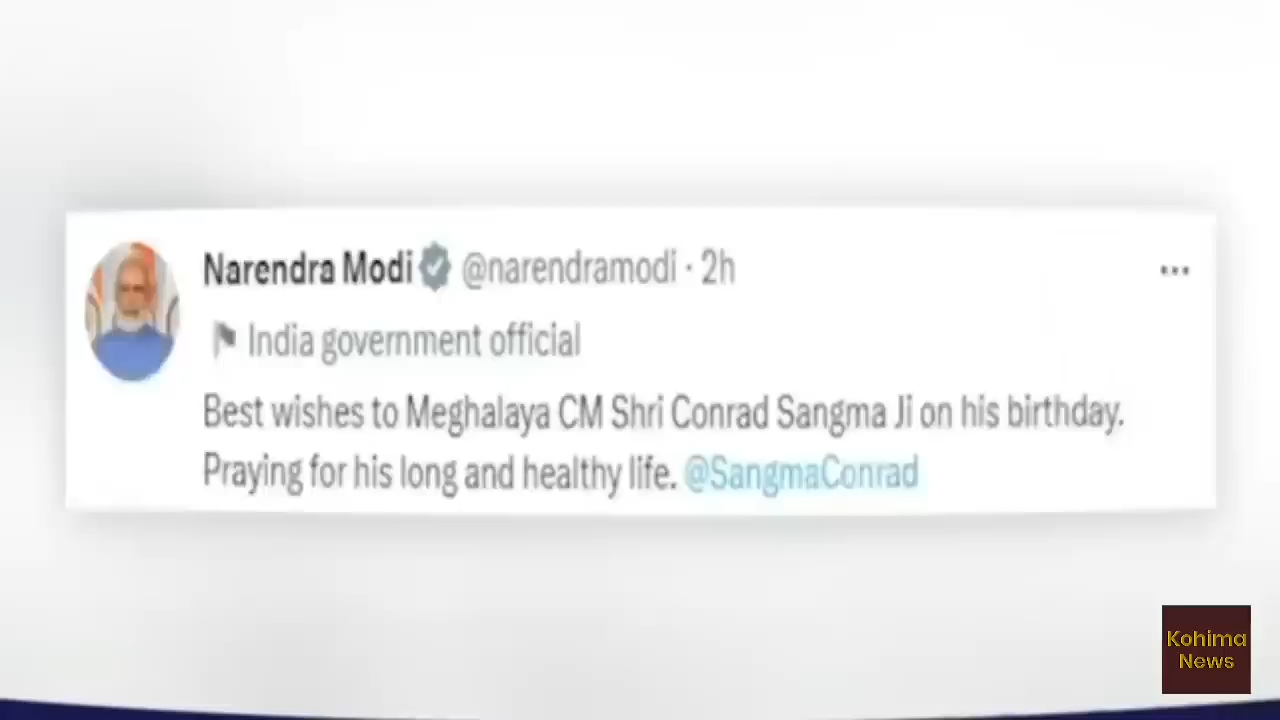 Narendra Modi @narendramodi · 2h
India government official
Best wishes to Meghalaya CM Shri Conrad Sangma Ji on his birthday.
Praying for his long and healthy life. @SangmaConrad
Kohima
News